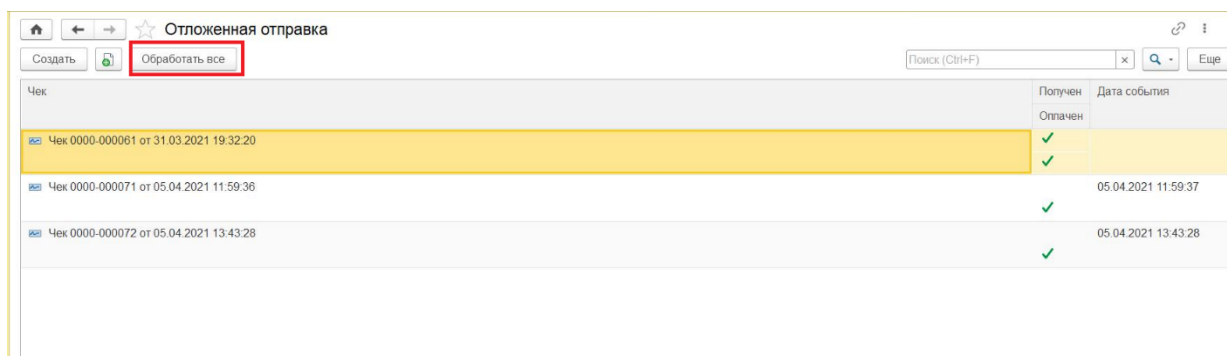 Отложенная отправка
Создать Обработать все Поиск (Ctrl+F) Еще
Чек Получен Дата события
Оплачен
Чек 0000-000061 от 31.03.2021 19:32:20
Чек 0000-000071 от 05.04.2021 11:59:36 05.04.2021 11:59:37
Чек 0000-000072 от 05.04.2021 13:43:28 05.04.2021 13:43:28